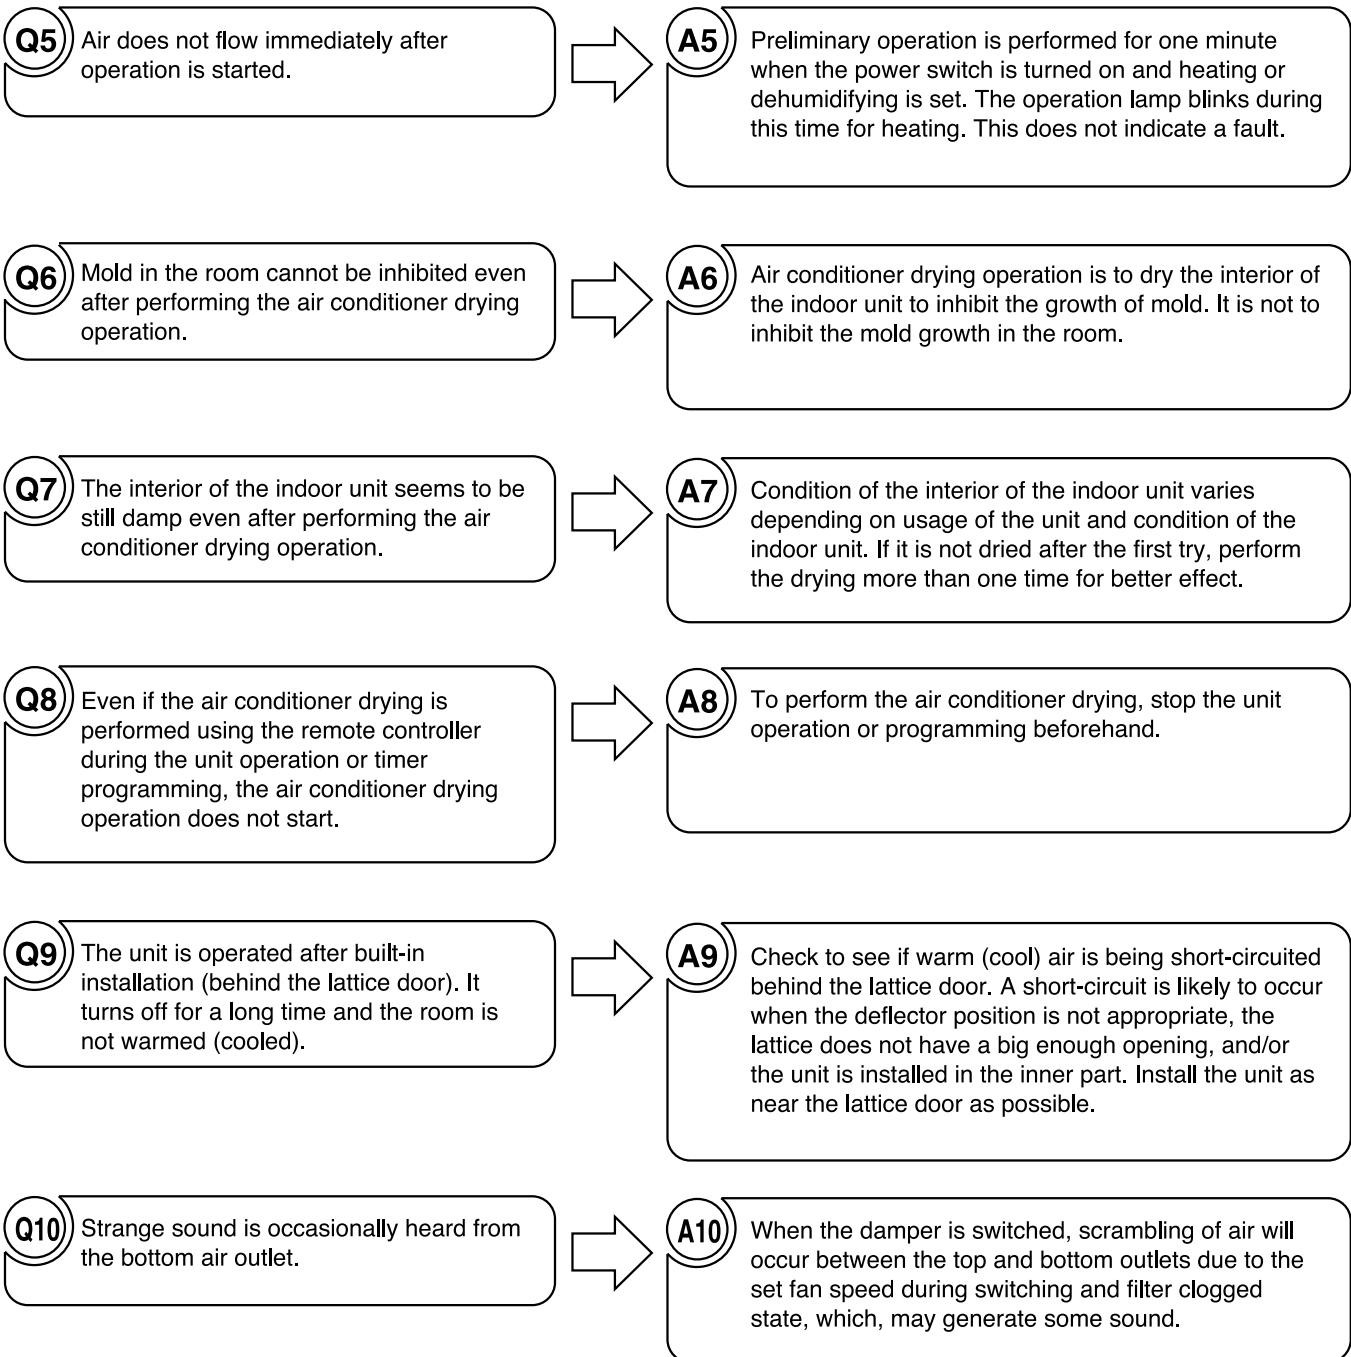 Q5
Air does not flow immediately after
operation is started.
A5
Preliminary operation is performed for one minute
when the power switch is turned on and heating or
dehumidifying is set. The operation lamp blinks during
this time for heating. This does not indicate a fault.
Q6
Mold in the room cannot be inhibited even
after performing the air conditioner drying
operation.
A6
Air conditioner drying operation is to dry the interior of
the indoor unit to inhibit the growth of mold. It is not to
inhibit the mold growth in the room.
Q7
The interior of the indoor unit seems to be
still damp even after performing the air
conditioner drying operation.
A7
Condition of the interior of the indoor unit varies
depending on usage of the unit and condition of the
indoor unit. If it is not dried after the first try, perform
the drying more than one time for better effect.
Q8
Even if the air conditioner drying is
performed using the remote controller
during the unit operation or timer
programming, the air conditioner drying
operation does not start.
A8
To perform the air conditioner drying, stop the unit
operation or programming beforehand.
Q9
The unit is operated after built-in
installation (behind the lattice door). It
turns off for a long time and the room is
not warmed (cooled).
A9
Check to see if warm (cool) air is being short-circuited
behind the lattice door. A short-circuit is likely to occur
when the deflector position is not appropriate, the
lattice does not have a big enough opening, and/or
the unit is installed in the inner part. Install the unit as
near the lattice door as possible.
Q10
Strange sound is occasionally heard from
the bottom air outlet.
A10
When the damper is switched, scrambling of air will
occur between the top and bottom outlets due to the
set fan speed during switching and filter clogged
state, which, may generate some sound.